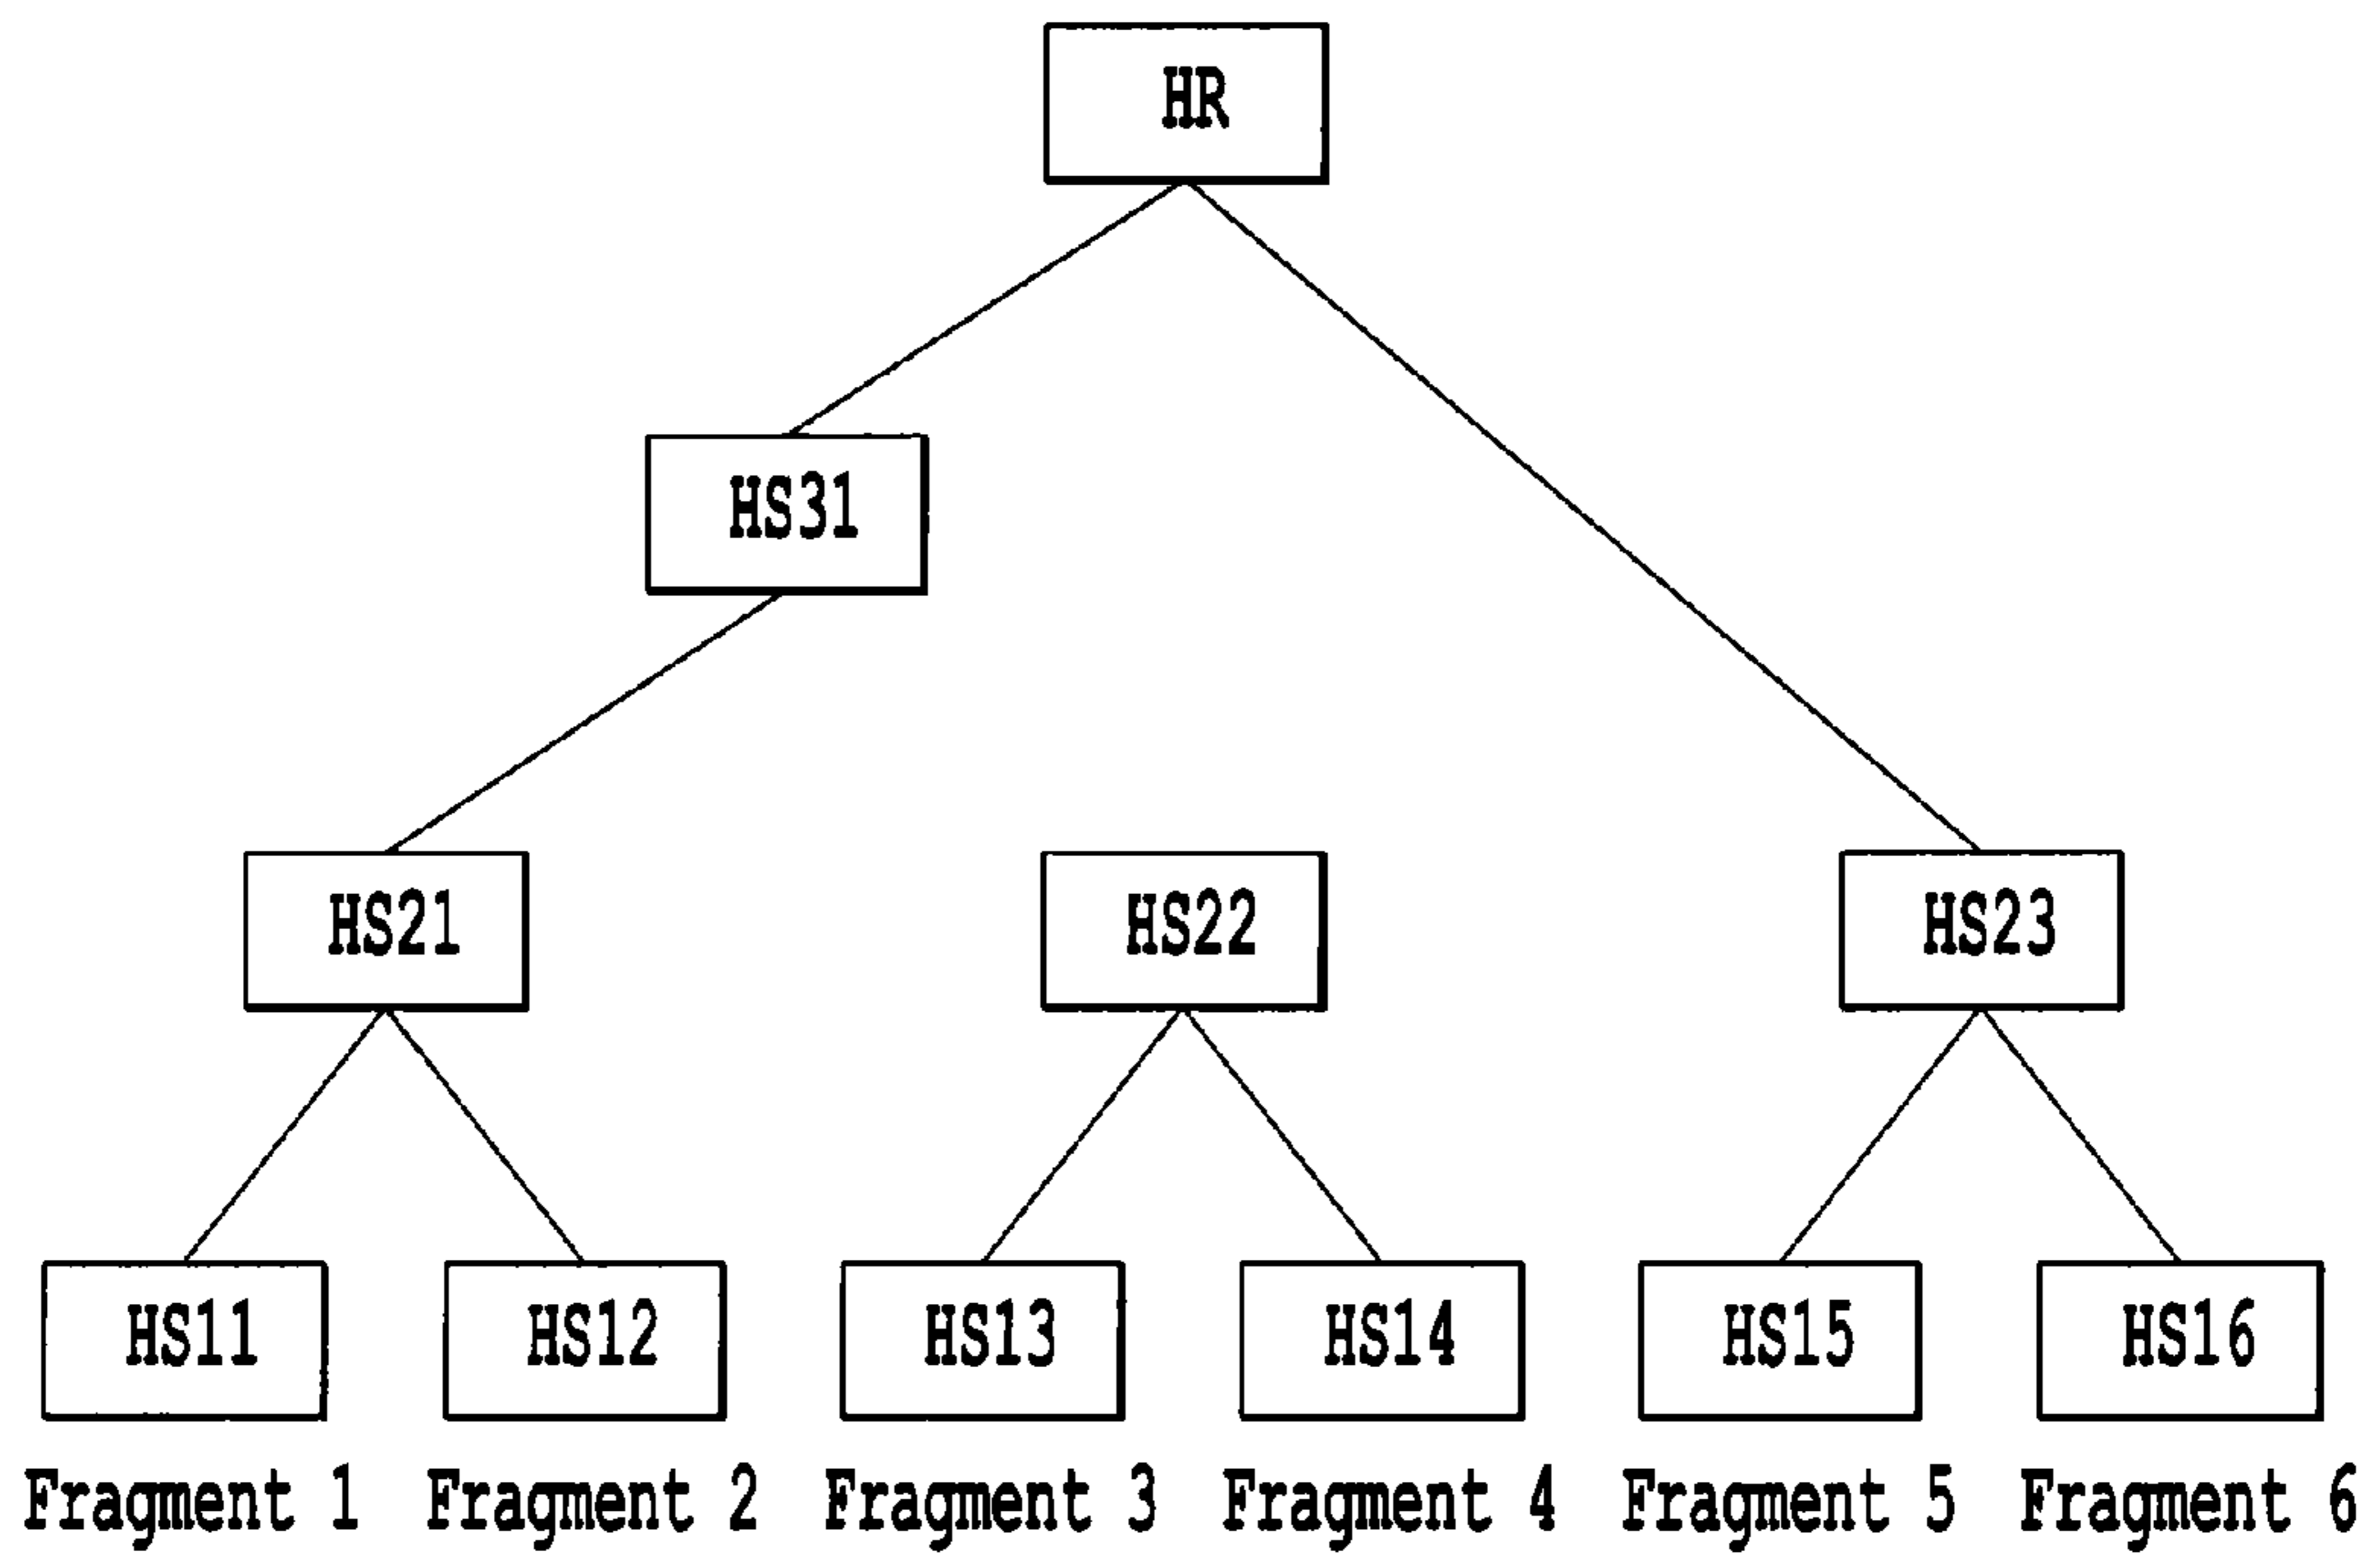 HR
HS31
HS21 HS22 HS23
HS11 HS12 HS13 HS14 HS15 HS16
Fragment 1 Fragment 2 Fragment 3 Fragment 4 Fragment 5 Fragment 6